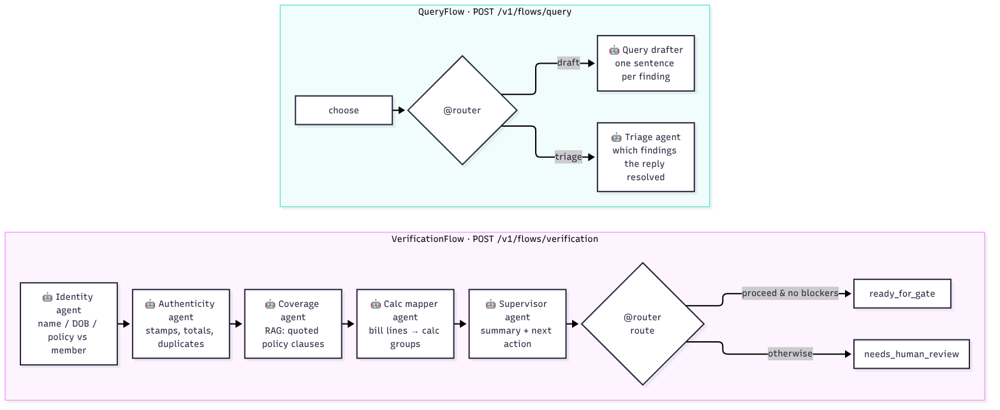 QueryFlow · POST /v1/flows/query
choose
@router
draft
🤖 Query drafter
one sentence
per finding
triage
🤖 Triage agent
which findings
the reply
resolved
VerificationFlow · POST /v1/flows/verification
🤖 Identity
agent
name / DOB /
policy vs
member
🤖 Authenticity
agent
stamps, totals,
duplicates
🤖 Coverage
agent
RAG: quoted
policy clauses
🤖 Calc mapper
agent
bill lines → calc
groups
🤖 Supervisor
agent
summary + next
action
@router
route
proceed & no blockers
ready_for_gate
otherwise
needs_human_review